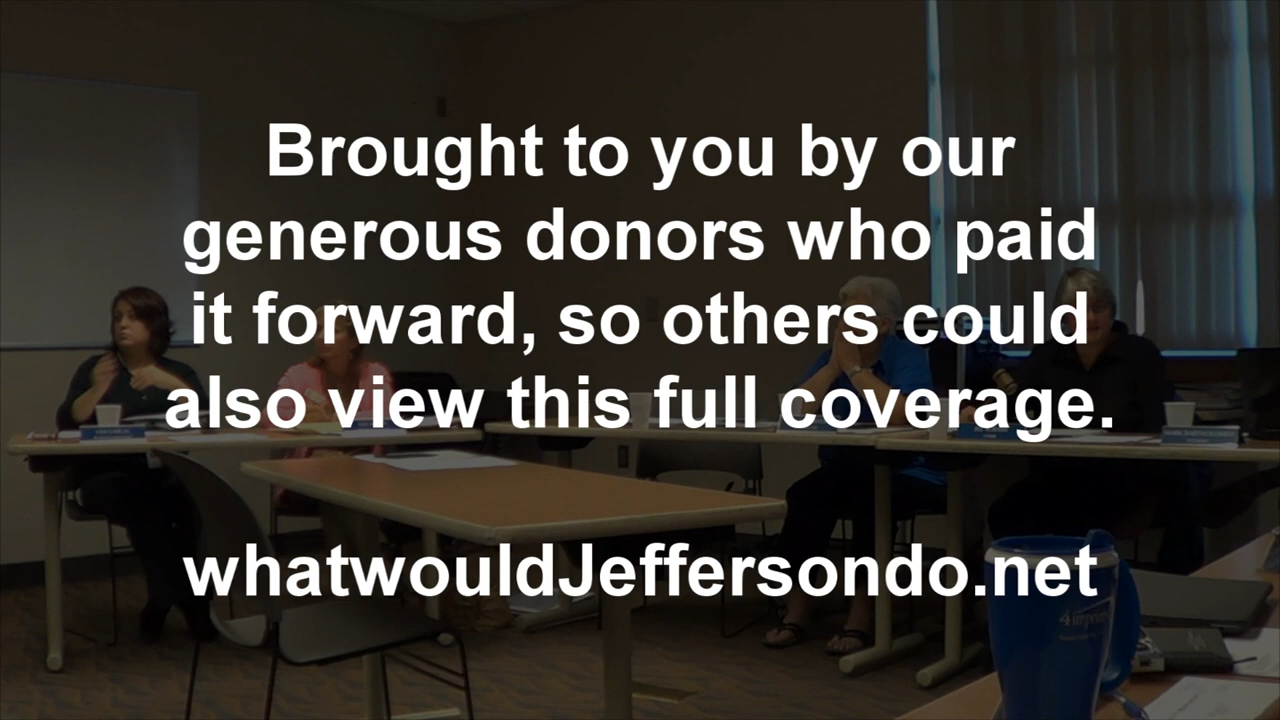 Brought to you by our
generous donors who paid
it forward, so others could
also view this full coverage.
whatwouldJeffersondo.net